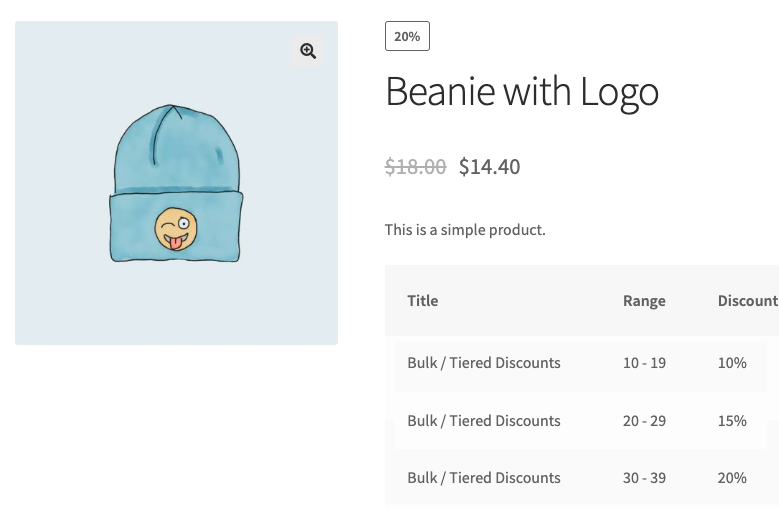 20%
Beanie with Logo
$18.00 $14.40
This is a simple product.
Title Range Discount
Bulk / Tiered Discounts 10 - 19 10%
Bulk / Tiered Discounts 20 - 29 15%
Bulk / Tiered Discounts 30 - 39 20%